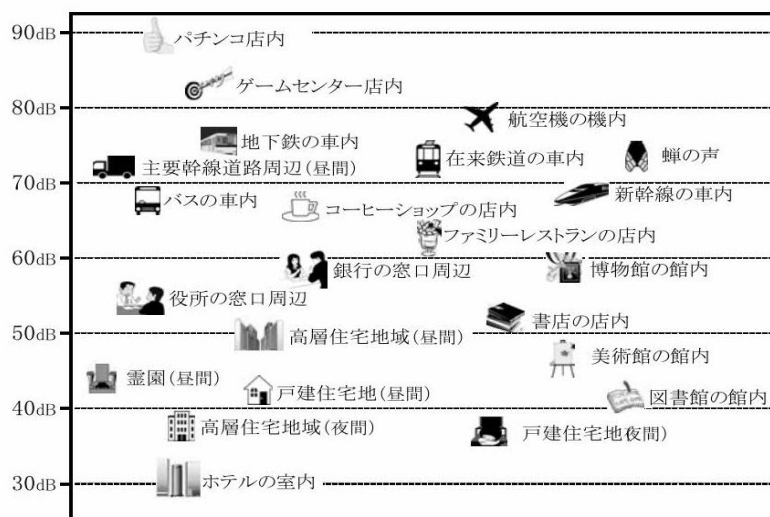 90dB
パチンコ店内
ゲームセンター店内
80dB
航空機の機内
地下鉄の車内
在来鉄道の車内
蝉の声
主要幹線道路周辺(昼間)
70dB
バスの車内
コーヒーショップの店内
新幹線の車内
ファミリーレストランの店内
60dB
銀行の窓口周辺
博物館の館内
役所の窓口周辺
書店の店内
50dB
高層住宅地域(昼間)
美術館の館内
霊園(昼間)
戸建住宅地(昼間)
図書館の館内
40dB
高層住宅地域(夜間)
戸建住宅地夜間)
30dB
ホテルの室内